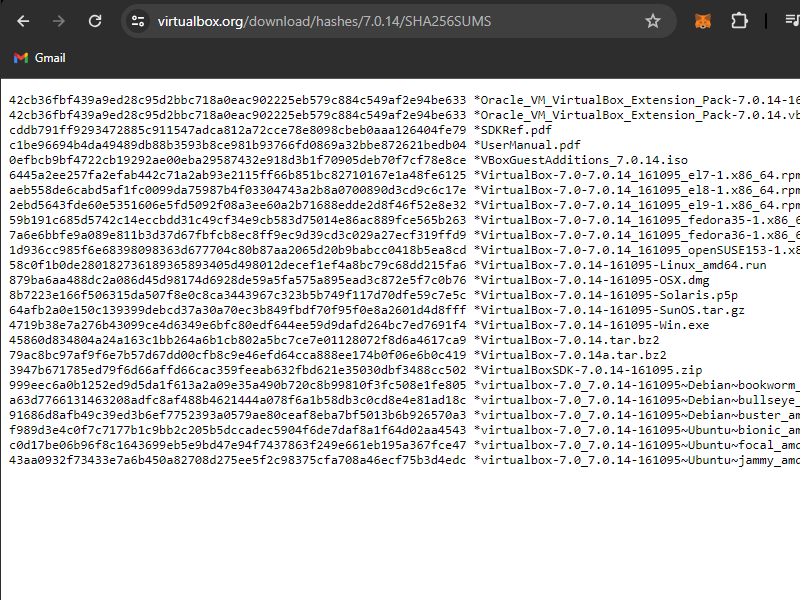 virtualbox.org/download/hashes/7.0.14/SHA256SUMS
Gmail
42cb36fbf439a9ed28c95d2bbc718a0eac902225eb579c884c549af2e94be633 *Oracle_VM_VirtualBox_Extension_Pack-7.0.14-16
42cb36fbf439a9ed28c95d2bbc718a0eac902225eb579c884c549af2e94be633 *Oracle_VM_VirtualBox_Extension_Pack-7.0.14.vb
cddb791ff9293472885c911547adca812a72cce78e8098cbeb0aaa126404fe79 *SDKRef.pdf
c1be96694b4da49489db88b3593b8ce981b93766fd0869a32bbe872621bedb04 *UserManual.pdf
0efbcb9bf4722cb19292ae00eba29587432e918d3b1f70905deb70f7cf78e8ce *VBoxGuestAdditions_7.0.14.iso
6445a2ee257fa2efab442c71a2ab93e2115ff66b851bc82710167e1a48fe6125 *VirtualBox-7.0-7.0.14_161095_el7-1.x86_64.rpm
aeb558de6cabd5af1fc0099da75987b4f03304743a2b8a0700890d3cd9c6c17e *VirtualBox-7.0-7.0.14_161095_el8-1.x86_64.rpm
2ebd5643fde60e5351606e5fd5092f08a3ee60a2b71688edde2d8f46f52e8e32 *VirtualBox-7.0-7.0.14_161095_el9-1.x86_64.rpm
59b191c685d5742c14eccbdd31c49cf34e9cb583d75014e86ac889fce565b263 *VirtualBox-7.0-7.0.14_161095_fedora35-1.x86_6
7a6e6bbfe9a089e811b3d37d67fbfcb8ec8ff9ec9d39cd3c029a27ecf319ffd9 *VirtualBox-7.0-7.0.14_161095_fedora36-1.x86_6
1d936cc985f6e68398098363d677704c80b87aa2065d20b9babcc0418b5ea8cd *VirtualBox-7.0-7.0.14_161095_openSUSE153-1.x8
58c0f1b0de280182736189365893405d498012decef1ef4a8bc79c68dd215fa6 *VirtualBox-7.0.14-161095-Linux_amd64.run
879ba6aa488dc2a086d45d98174d6928de59a5fa575a895ead3c872e5f7c0b76 *VirtualBox-7.0.14-161095-OSX.dmg
8b7223e166f506315da507f8e0c8ca3443967c323b5b749f117d70dfe59c7e5c *VirtualBox-7.0.14-161095-Solaris.p5p
64afb2a0e150c139399debcd37a30a70ec3b849fbdf70f95f0e8a2601d4d8fff *VirtualBox-7.0.14-161095-SunOS.tar.gz
4719b38e7a276b43099ce4d6349e6bfc80edf644ee59d9dafd264bc7ed7691f4 *VirtualBox-7.0.14-161095-Win.exe
45860d834804a24a163c1bb264a6b1cb802a5bc7ce7e01128072f8d6a4617ca9 *VirtualBox-7.0.14.tar.bz2
79ac8bc97af9f6e7b57d67dd00cfb8c9e46efd64cca888ee174b0f06e6b0c419 *VirtualBox-7.0.14a.tar.bz2
3947b671785ed79f6d66affd66cac359feeab632fbd621e35030dbf3488cc502 *VirtualBoxSDK-7.0.14-161095.zip
999eec6a0b1252ed9d5da1f613a2a09e35a490b720c8b99810f3fc508e1fe805 *virtualbox-7.0_7.0.14-161095~Debian~bookworm_
a63d7766131463208adfc8af488b4621444a078f6a1b58db3c0cd8e4e81ad18c *virtualbox-7.0_7.0.14-161095~Debian~bullseye_
91686d8afb49c39ed3b6ef7752393a0579ae80ceaf8eba7bf5013b6b926570a3 *virtualbox-7.0_7.0.14-161095~Debian~buster_am
f989d3e4c0f7c7177b1c9bb2c205b5dccadec5904f6de7daf8a1f64d02aa4543 *virtualbox-7.0_7.0.14-161095~Ubuntu~bionic_am
c0d17be06b96f8c1643699eb5e9bd47e94f7437863f249e661eb195a367fce47 *virtualbox-7.0_7.0.14-161095~Ubuntu~focal_amd
43aa0932f73433e7a6b450a82708d275ee5f2c98375cfa708a46ecf75b3d4edc *virtualbox-7.0_7.0.14-161095~Ubuntu~jammy_amd